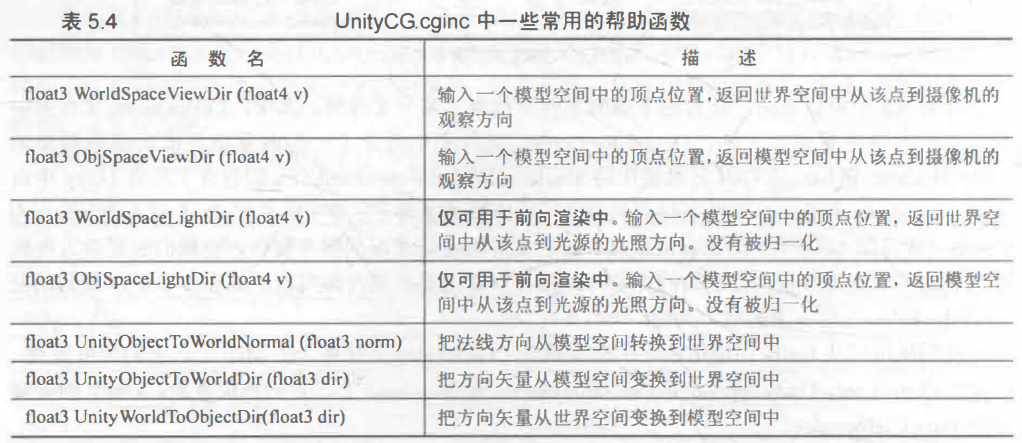 表 5.4 UnityCG.cginc 中一些常用的帮助函数
函 数 名 描 述
float3 WorldSpaceViewDir (float4 v) 输入一个模型空间中的顶点位置,返回世界空间中从该点到摄像机的
观察方向
float3 ObjSpaceViewDir (float4 v) 输入一个模型空间中的顶点位置,返回模型空间中从该点到摄像机的
观察方向
float3 WorldSpaceLightDir (float4 v) 仅可用于前向渲染中。输入一个模型空间中的顶点位置,返回世界空
间中从该点到光源的光照方向。没有被归一化
float3 ObjSpaceLightDir (float4 v) 仅可用于前向渲染中。输入一个模型空间中的顶点位置,返回模型空
间中从该点到光源的光照方向。没有被归一化
float3 UnityObjectToWorldNormal (float3 norm) 把法线方向从模型空间转换到世界空间中
float3 UnityObjectToWorldDir (float3 dir) 把方向矢量从模型空间变换到世界空间中
float3 UnityWorldToObjectDir(float3 dir) 把方向矢量从世界空间变换到模型空间中